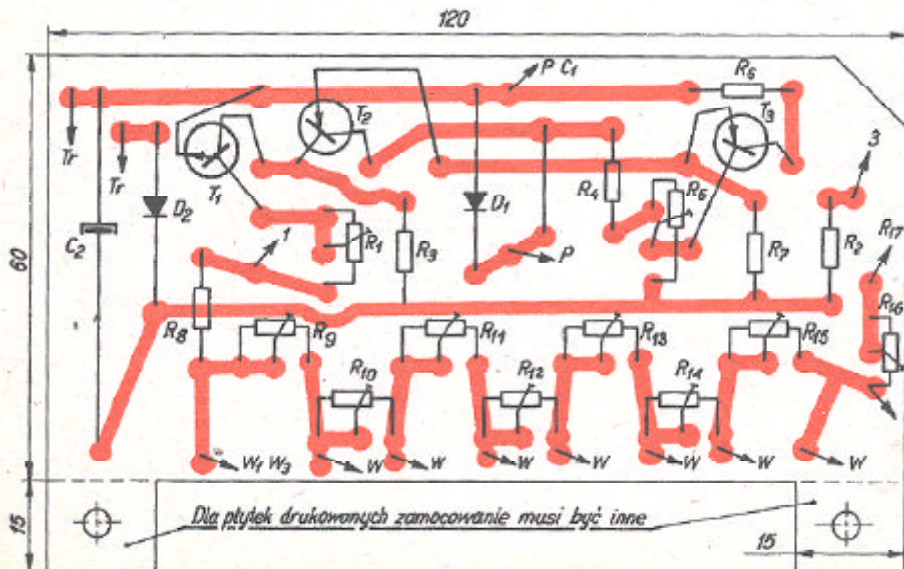 120
P C1
R6
T2
T3
Tr
Tr
T1
3
D2
D1
R4
R5
C2
60
1
R1
R3
P
R7
R2
R17
R16
R8
R9
R11
R13
R15
R10
R12
R14
W1 W3
W
W
W
W
W
W
W
Dla płytek drukowanych zamocowanie musi być inne
15
15